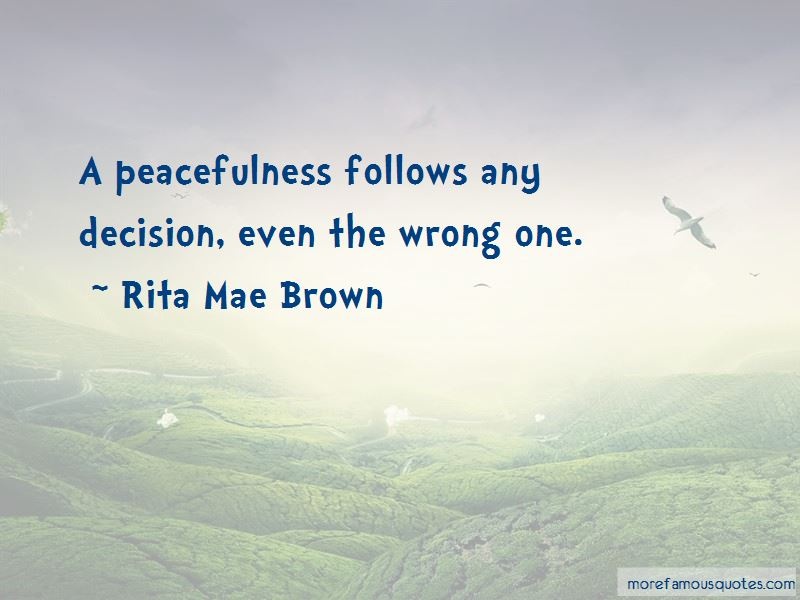 A peacefulness follows any
decision, even the wrong one.
~ Rita Mae Brown
morefamousquotes.com